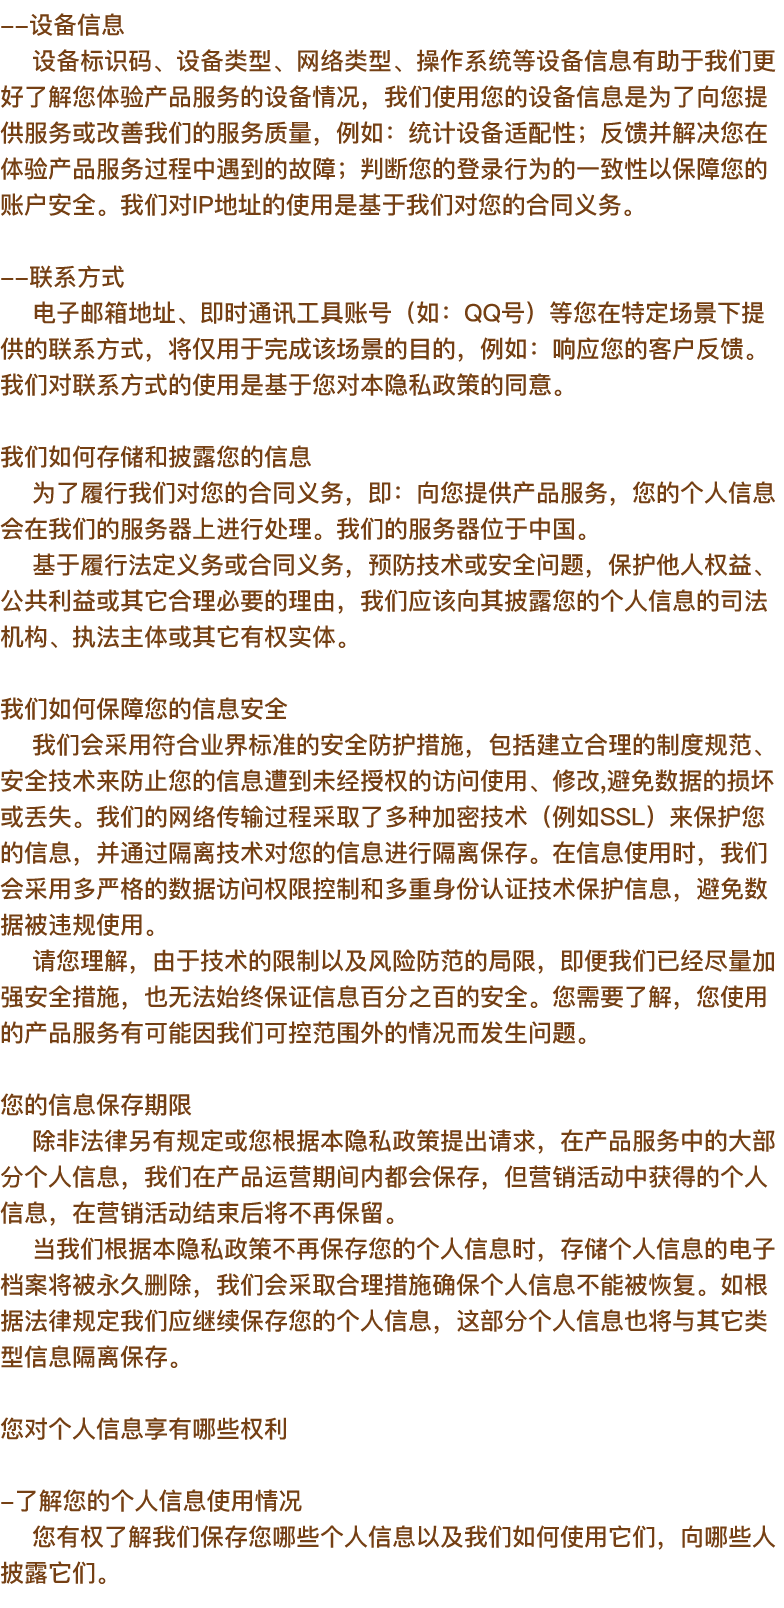 --设备信息
设备标识码、设备类型、网络类型、操作系统等设备信息有助于我们更
好了解您体验产品服务的设备情况，我们使用您的设备信息是为了向您提
供服务或改善我们的服务质量，例如：统计设备适配性；反馈并解决您在
体验产品服务过程中遇到的故障；判断您的登录行为的一致性以保障您的
账户安全。我们对IP地址的使用是基于我们对您的合同义务。
--联系方式
电子邮箱地址、即时通讯工具账号（如：QQ号）等您在特定场景下提
供的联系方式，将仅用于完成该场景的目的，例如：响应您的客户反馈。
我们对联系方式的使用是基于您对本隐私政策的同意。
我们如何存储和披露您的信息
为了履行我们对您的合同义务，即：向您提供产品服务，您的个人信息
会在我们的服务器上进行处理。我们的服务器位于中国。
基于履行法定义务或合同义务，预防技术或安全问题，保护他人权益、
公共利益或其它合理必要的理由，我们应该向其披露您的个人信息的司法
机构、执法主体或其它有权实体。
我们如何保障您的信息安全
我们会采用符合业界标准的安全防护措施，包括建立合理的制度规范、
安全技术来防止您的信息遭到未经授权的访问使用、修改,避免数据的损坏
或丢失。我们的网络传输过程采取了多种加密技术（例如SSL）来保护您
的信息，并通过隔离技术对您的信息进行隔离保存。在信息使用时，我们
会采用多严格的数据访问权限控制和多重身份认证技术保护信息，避免数
据被违规使用。
请您理解，由于技术的限制以及风险防范的局限，即便我们已经尽量加
强安全措施，也无法始终保证信息百分之百的安全。您需要了解，您使用
的产品服务有可能因我们可控范围外的情况而发生问题。
您的信息保存期限
除非法律另有规定或您根据本隐私政策提出请求，在产品服务中的大部
分个人信息，我们在产品运营期间内都会保存，但营销活动中获得的个人
信息，在营销活动结束后将不再保留。
当我们根据本隐私政策不再保存您的个人信息时，存储个人信息的电子
档案将被永久删除，我们会采取合理措施确保个人信息不能被恢复。如根
据法律规定我们应继续保存您的个人信息，这部分个人信息也将与其它类
型信息隔离保存。
您对个人信息享有哪些权利
-了解您的个人信息使用情况
您有权了解我们保存您哪些个人信息以及我们如何使用它们，向哪些人
披露它们。